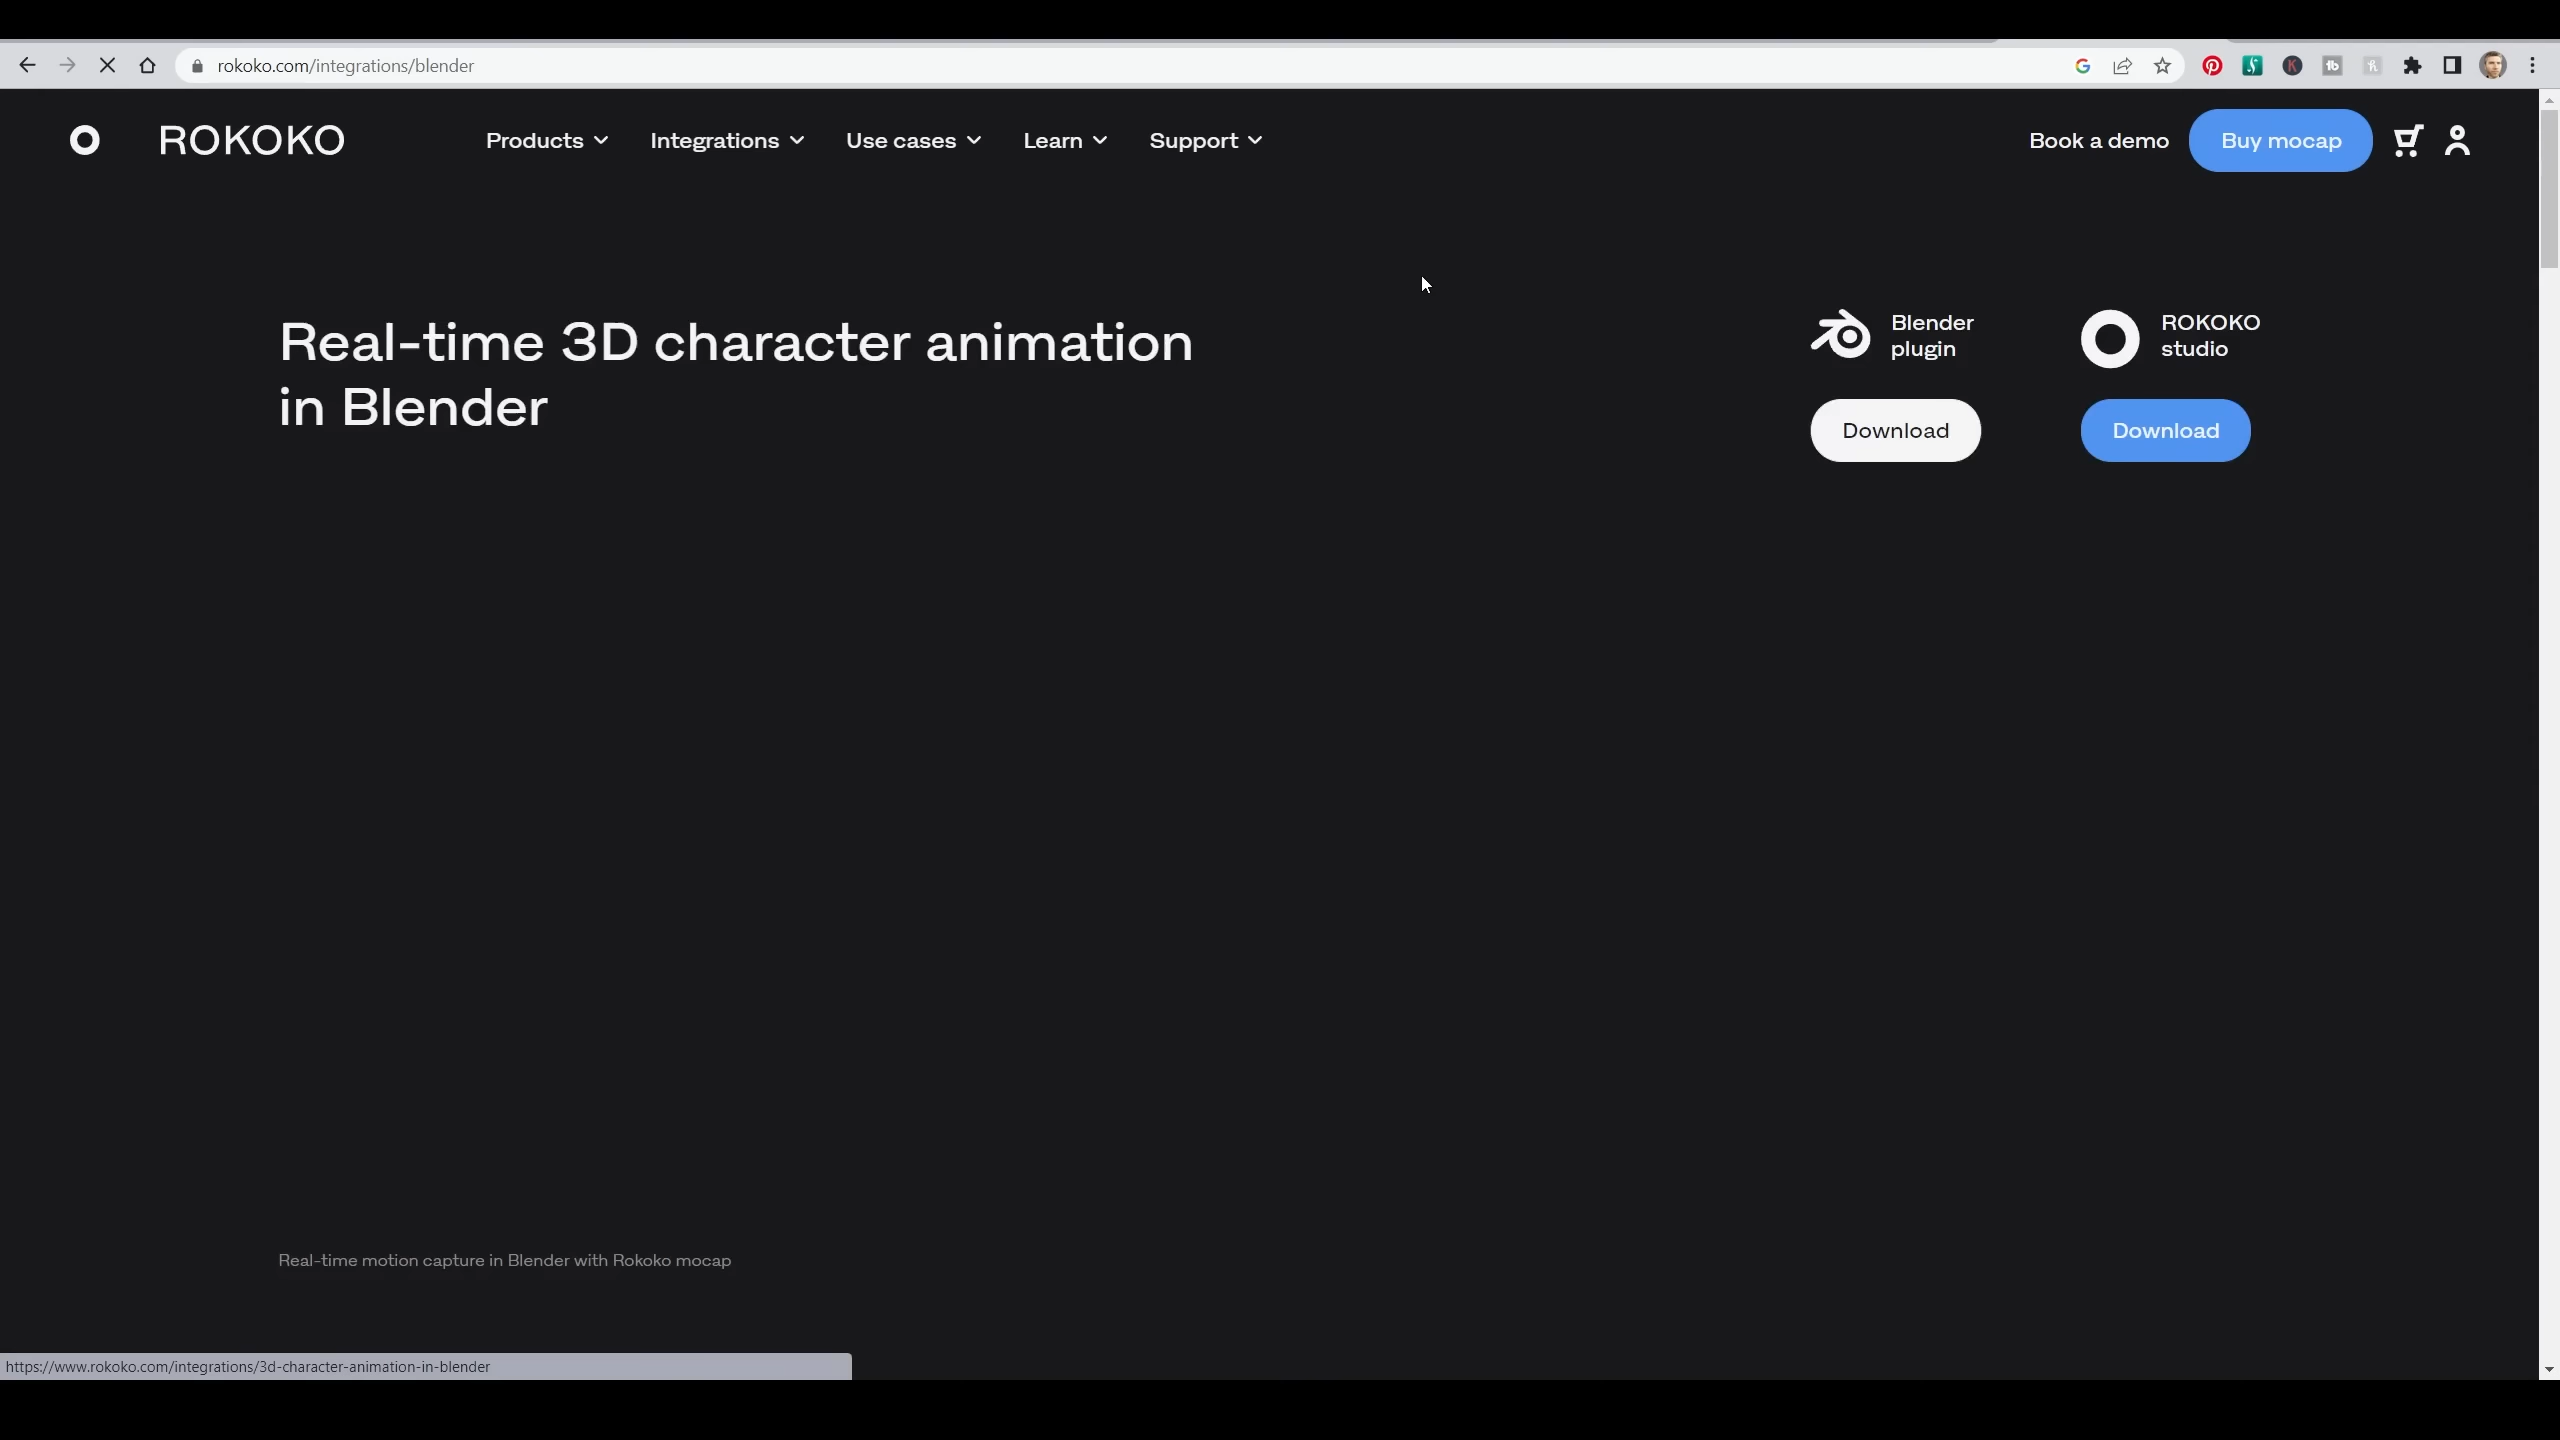 rokoko.com/integrations/blender
ROKOKO
Products
Integrations
Use cases
Learn
Support
Book a demo
Buy mocap
Real-time 3D character animation
in Blender
Blender
plugin
Download
ROKOKO
studio
Download
Real-time motion capture in Blender with Rokoko mocap
https://www.rokoko.com/integrations/3d-character-animation-in-blender